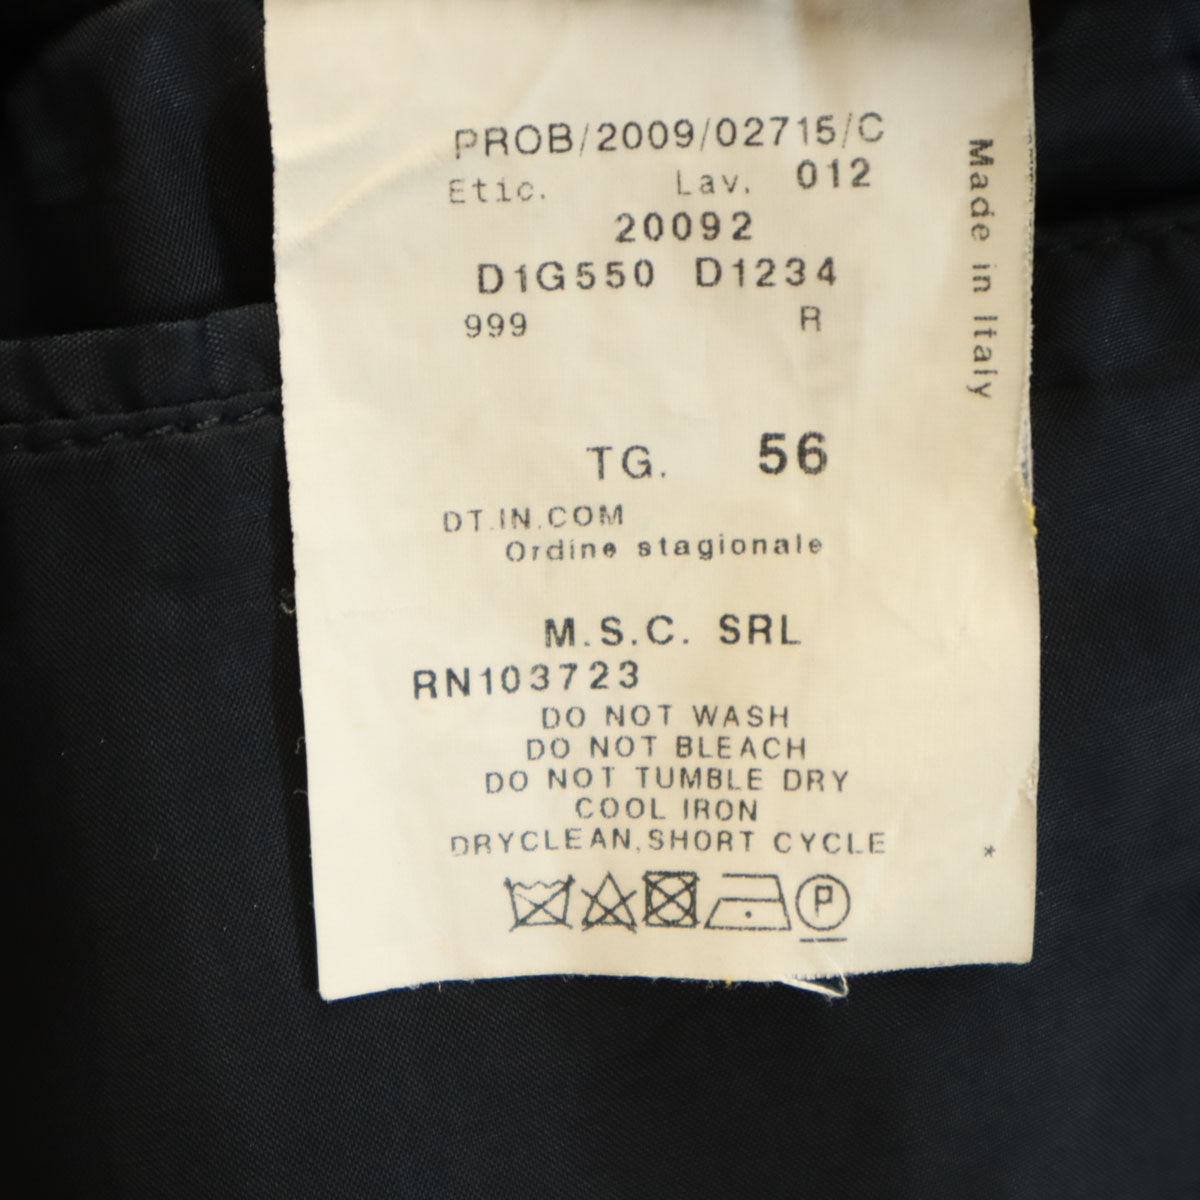 PROB/2009/02715/C
Etic. Lav. 012
20092
D1G550 D1234
999 R
Made in Italy
TG. 56
DT.IN.COM
Ordine stagionale
M.S.C. SRL
RN103723
DO NOT WASH
DO NOT BLEACH
DO NOT TUMBLE DRY
COOL IRON
DRYCLEAN,SHORT CYCLE
*
P